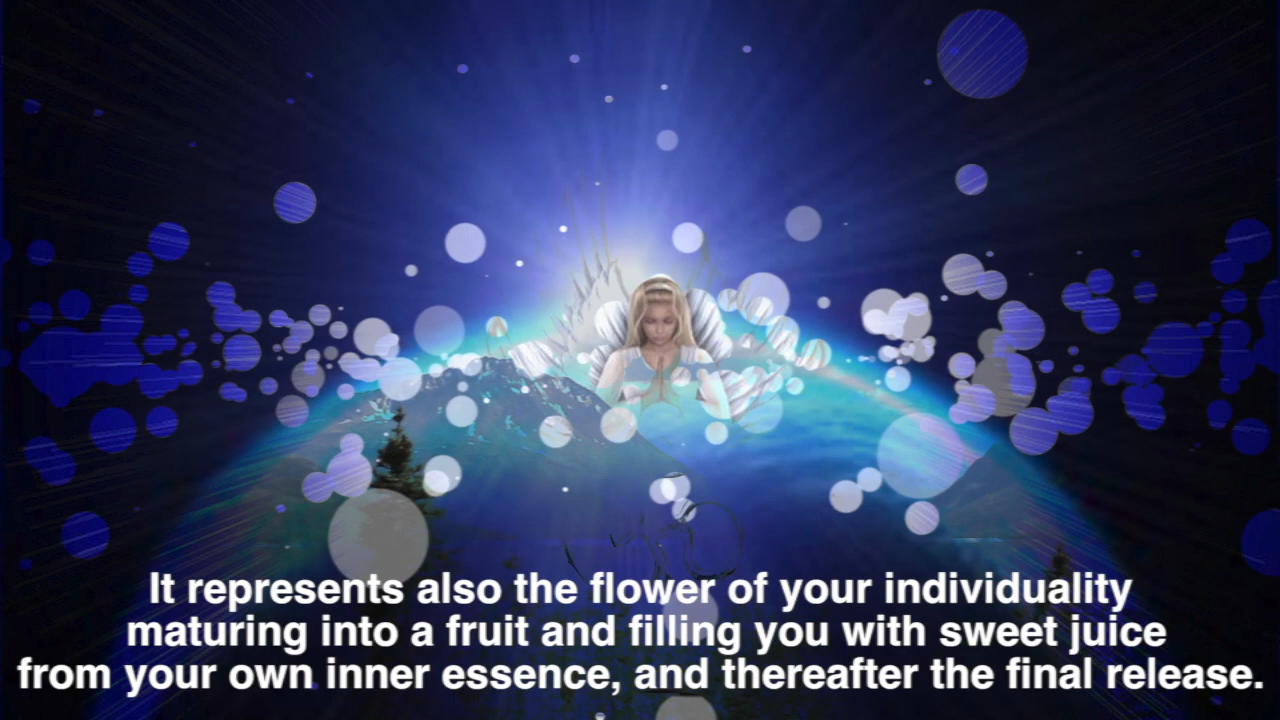 It represents also the flower of your individuality
maturing into a fruit and filling you with sweet juice
from your own inner essence, and thereafter the final release.